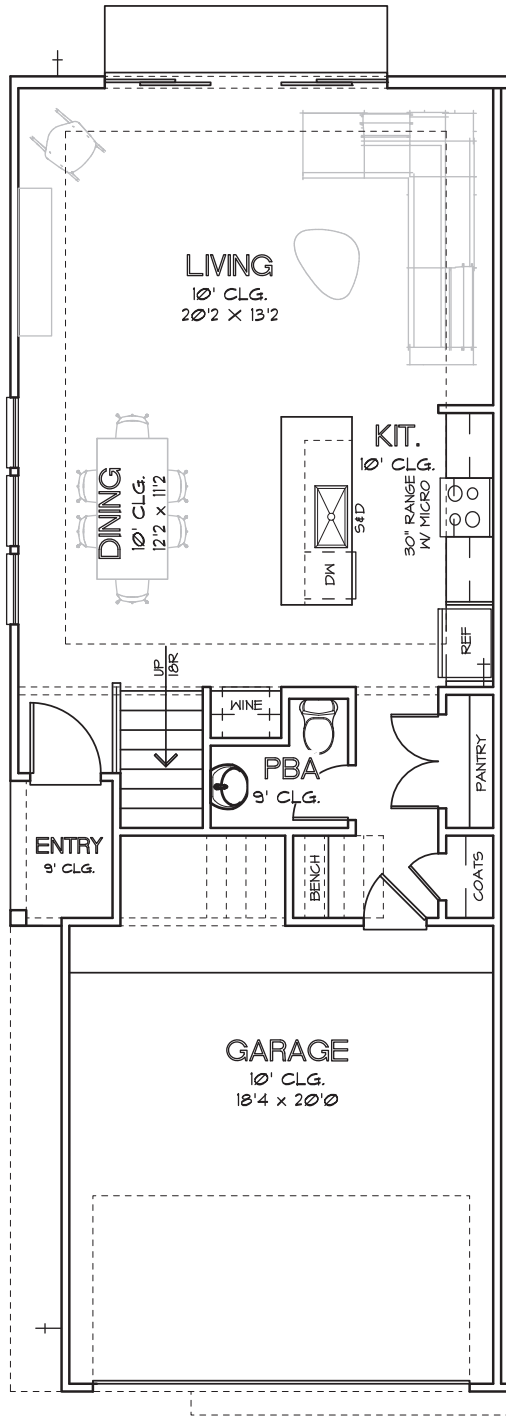 LIVING
10' CLG.
20'2 X 13'2
KIT.
10' CLG.
DINING
10' CLG.
12'2 x 11'2
30" RANGE
W/ MICRO
S&D
DW
REF
UP
18R
WINE
PBA
9' CLG.
PANTRY
ENTRY
9' CLG.
BENCH
COATS
GARAGE
10' CLG.
18'4 x 20'0